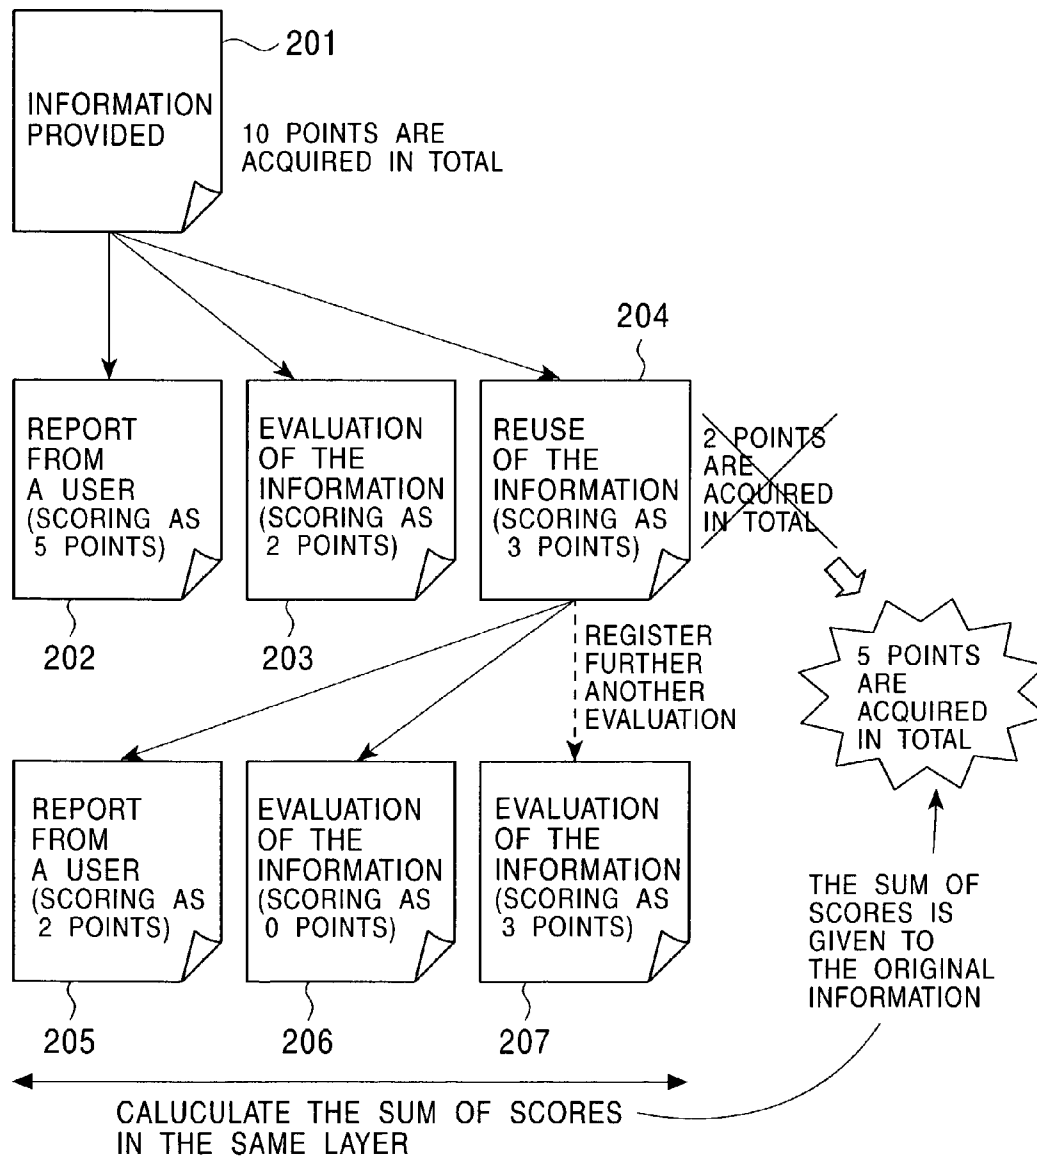 201
INFORMATION
PROVIDED
10 POINTS ARE
ACQUIRED IN TOTAL
204
REPORT
FROM
A USER
(SCORING AS
5 POINTS)
EVALUATION
OF THE
INFORMATION
(SCORING AS
2 POINTS)
REUSE
OF THE
INFORMATION
(SCORING AS
3 POINTS)
2 POINTS
ARE
ACQUIRED
IN TOTAL
202
203
REGISTER
FURTHER
ANOTHER
EVALUATION
5 POINTS
ARE
ACQUIRED
IN TOTAL
REPORT
FROM
A USER
(SCORING AS
2 POINTS)
EVALUATION
OF THE
INFORMATION
(SCORING AS
0 POINTS)
EVALUATION
OF THE
INFORMATION
(SCORING AS
3 POINTS)
THE SUM OF
SCORES IS
GIVEN TO
THE ORIGINAL
INFORMATION
205
206
207
CALUCULATE THE SUM OF SCORES
IN THE SAME LAYER